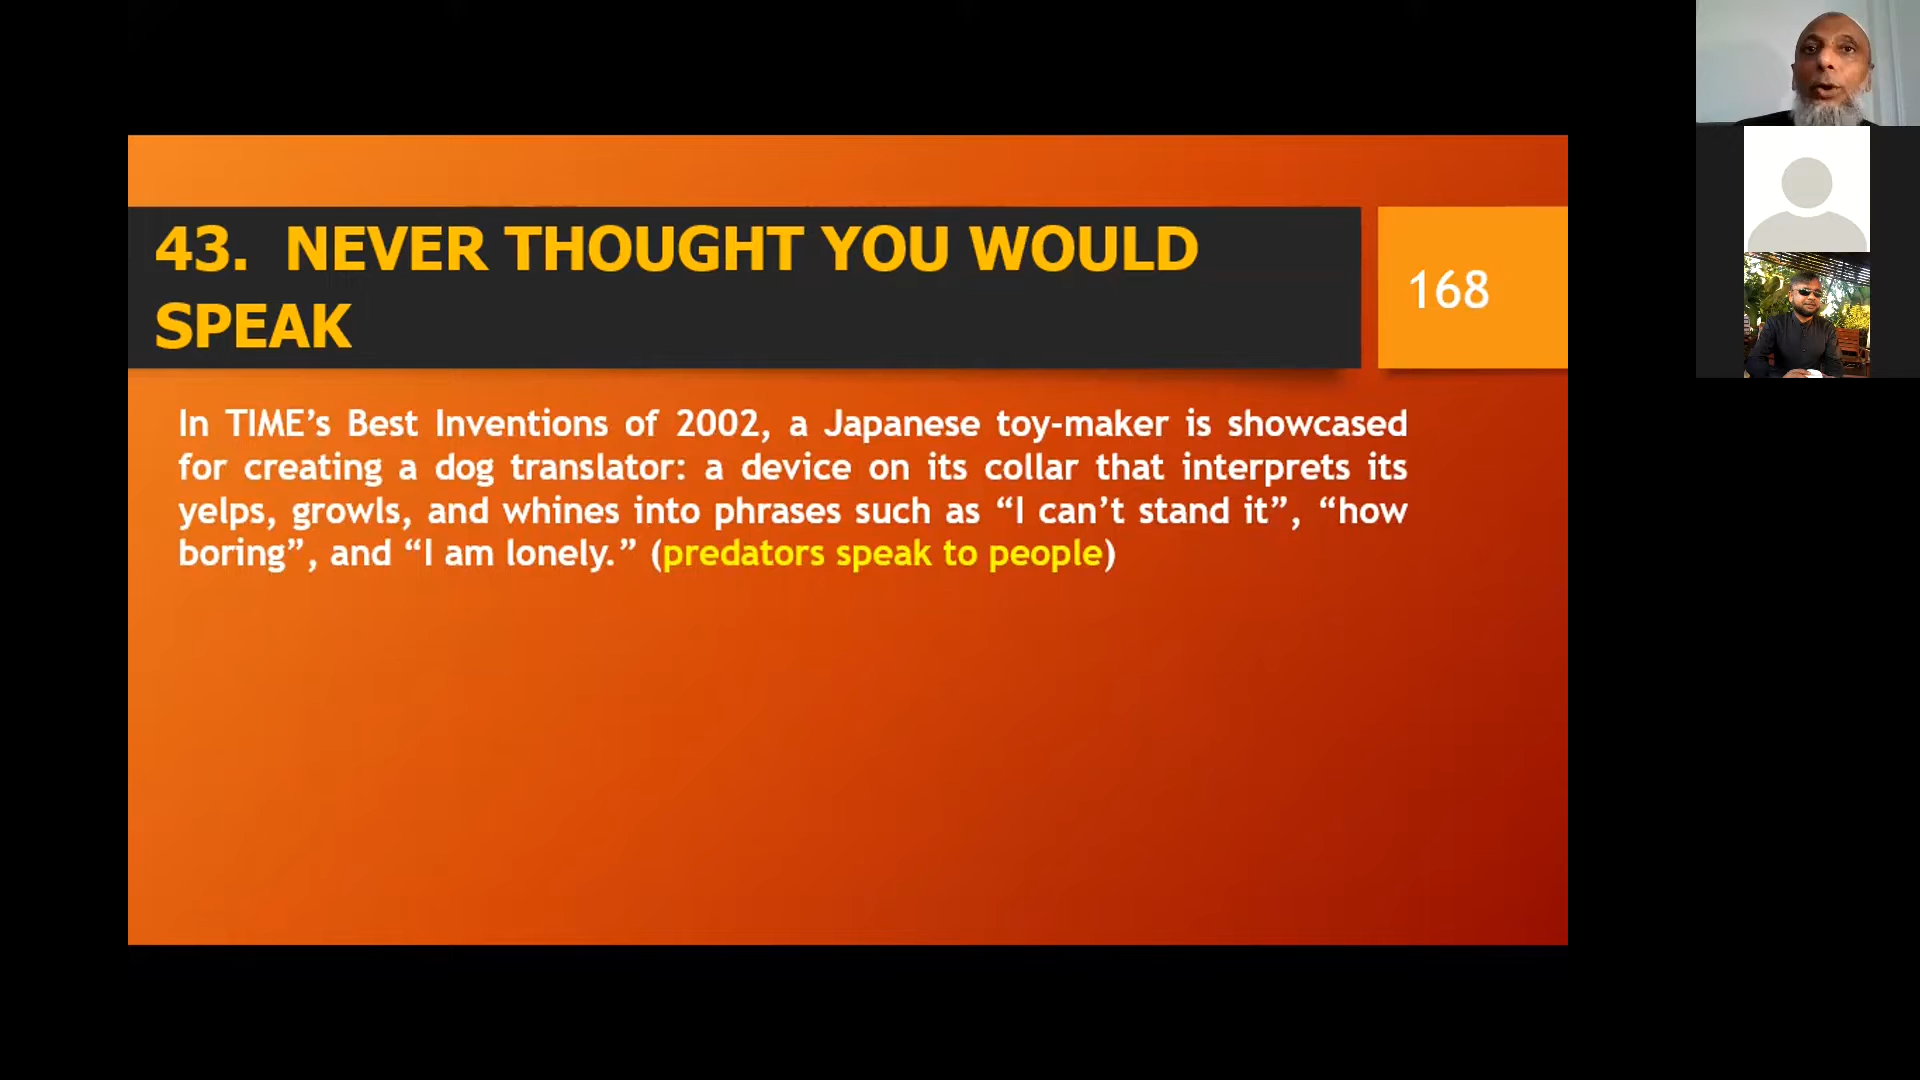 43. NEVER THOUGHT YOU WOULD
SPEAK
168
In TIME’s Best Inventions of 2002, a Japanese toy-maker is showcased
for creating a dog translator: a device on its collar that interprets its
yelps, growls, and whines into phrases such as “I can’t stand it”, “how
boring”, and “I am lonely.” (predators speak to people)